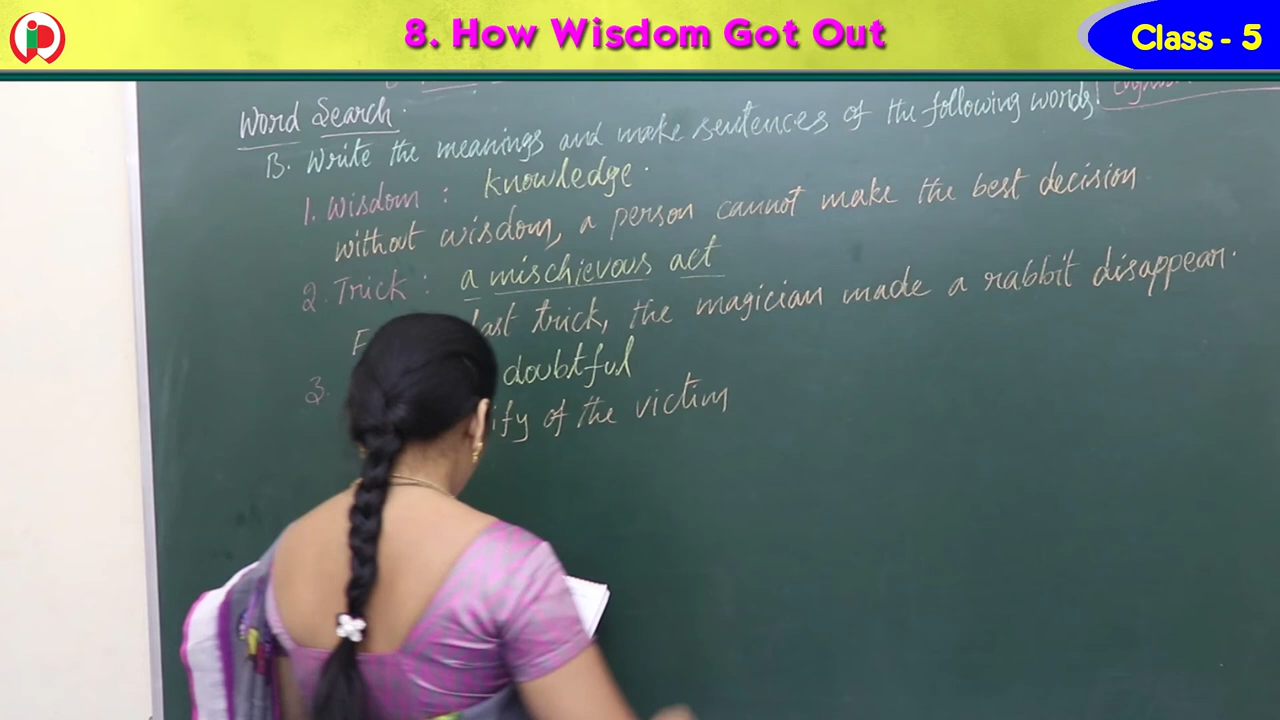 8. How Wisdom Got Out
Class - 5
Word Search.
B. Write the meanings and make sentences of the following words.
1. Wisdom : Knowledge.
without wisdom, a person cannot make the best decision
2. Trick : a mischievous act
last trick, the magician made a rabbit disappear.
3. doubtful
ify of the victim